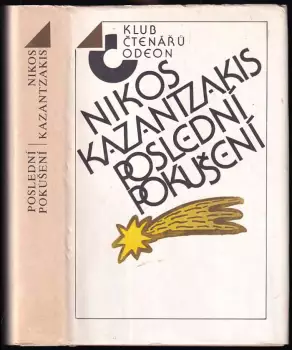 NIKOS
KAZANTZAKIS
POSLEDNÍ
POKUŠENÍ
KLUB
ČTENÁŘŮ
ODEON
NIKOS
KAZANTZAKIS
POSLEDNÍ
POKUŠENÍ